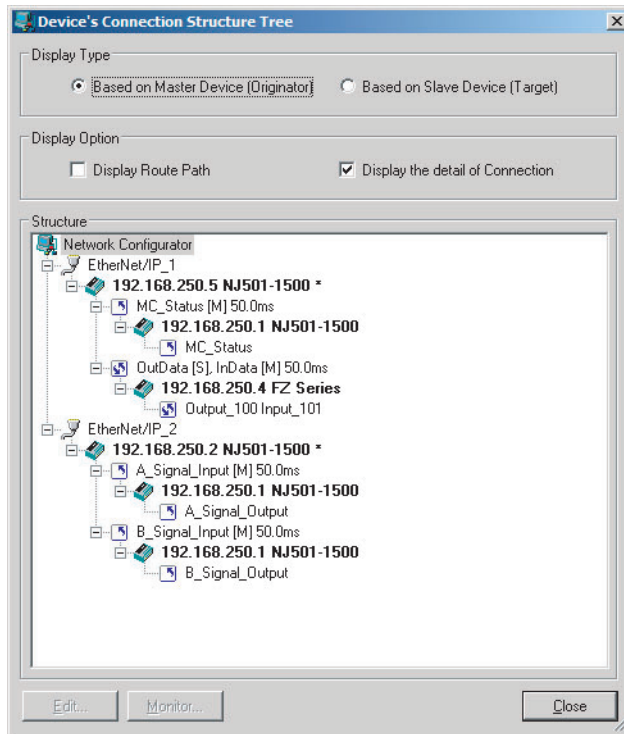 Device's Connection Structure Tree
Display Type
Based on Master Device (Originator) Based on Slave Device (Target)
Display Option
Display Route Path Display the detail of Connection
Structure
Network Configurator
EtherNet/IP_1
192.168.250.5 NJ501-1500 *
MC_Status [M] 50.0ms
192.168.250.1 NJ501-1500
MC_Status
OutData [S], InData [M] 50.0ms
192.168.250.4 FZ Series
Output_100 Input_101
EtherNet/IP_2
192.168.250.2 NJ501-1500 *
A_Signal_Input [M] 50.0ms
192.168.250.1 NJ501-1500
A_Signal_Output
B_Signal_Input [M] 50.0ms
192.168.250.1 NJ501-1500
B_Signal_Output
Edit... Monitor... Close